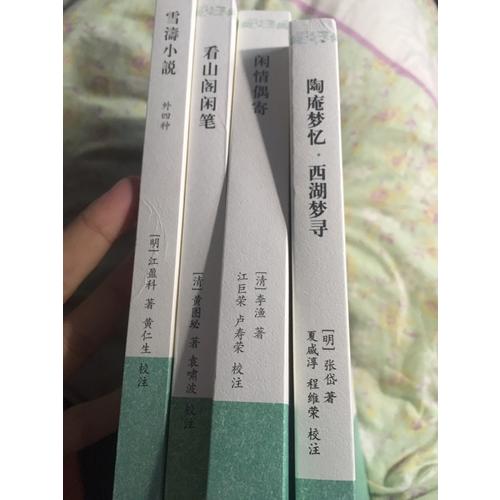 雪濤小説
外四种
[明]江盈科 著 黄仁生 校注
看山阁闲笔
[清]黄图珌 著 袁啸波 校注
闲情偶寄
[清]李渔 著
江巨荣 卢寿荣 校注
陶庵梦忆·西湖梦寻
[明]张岱 著
夏咸淳 程维荣 校注